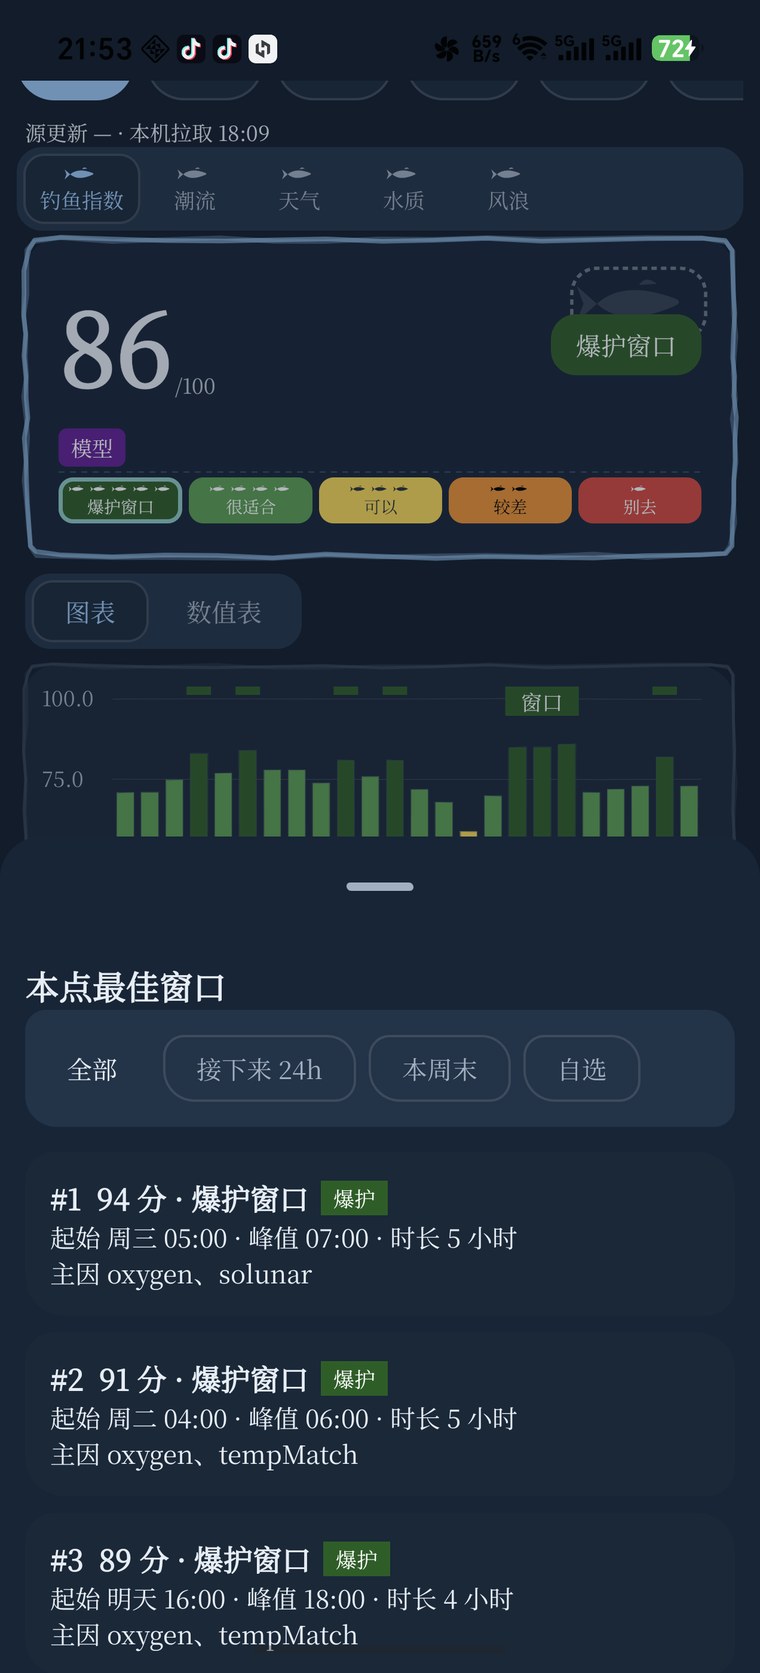 21:53
659 B/s
6
5G
5G
72
源更新 — · 本机拉取 18:09
钓鱼指数
潮流
天气
水质
风浪
86/100
爆护窗口
模型
爆护窗口
很适合
可以
较差
别去
图表
数值表
100.0
窗口
75.0
本点最佳窗口
全部
接下来 24h
本周末
自选
#1 94 分 · 爆护窗口 爆护
起始 周三 05:00 · 峰值 07:00 · 时长 5 小时
主因 oxygen、solunar
#2 91 分 · 爆护窗口 爆护
起始 周二 04:00 · 峰值 06:00 · 时长 5 小时
主因 oxygen、tempMatch
#3 89 分 · 爆护窗口 爆护
起始 明天 16:00 · 峰值 18:00 · 时长 4 小时
主因 oxygen、tempMatch